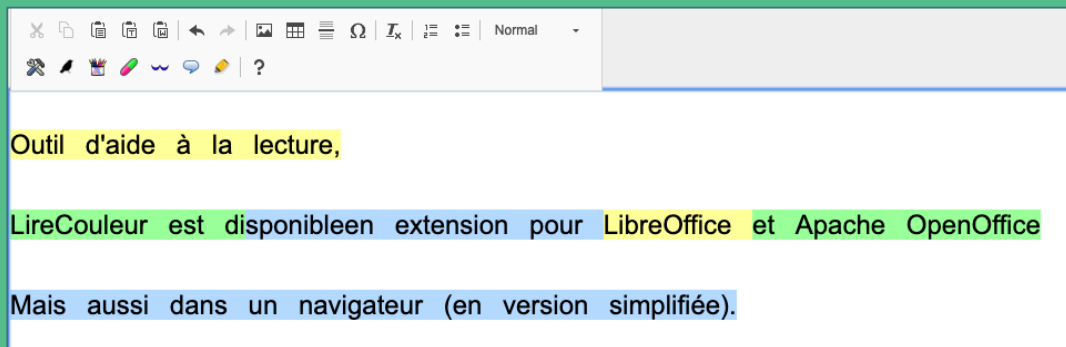 Normal
Outil d'aide à la lecture,
LireCouleur est disponibleen extension pour LibreOffice et Apache OpenOffice
Mais aussi dans un navigateur (en version simplifiée).